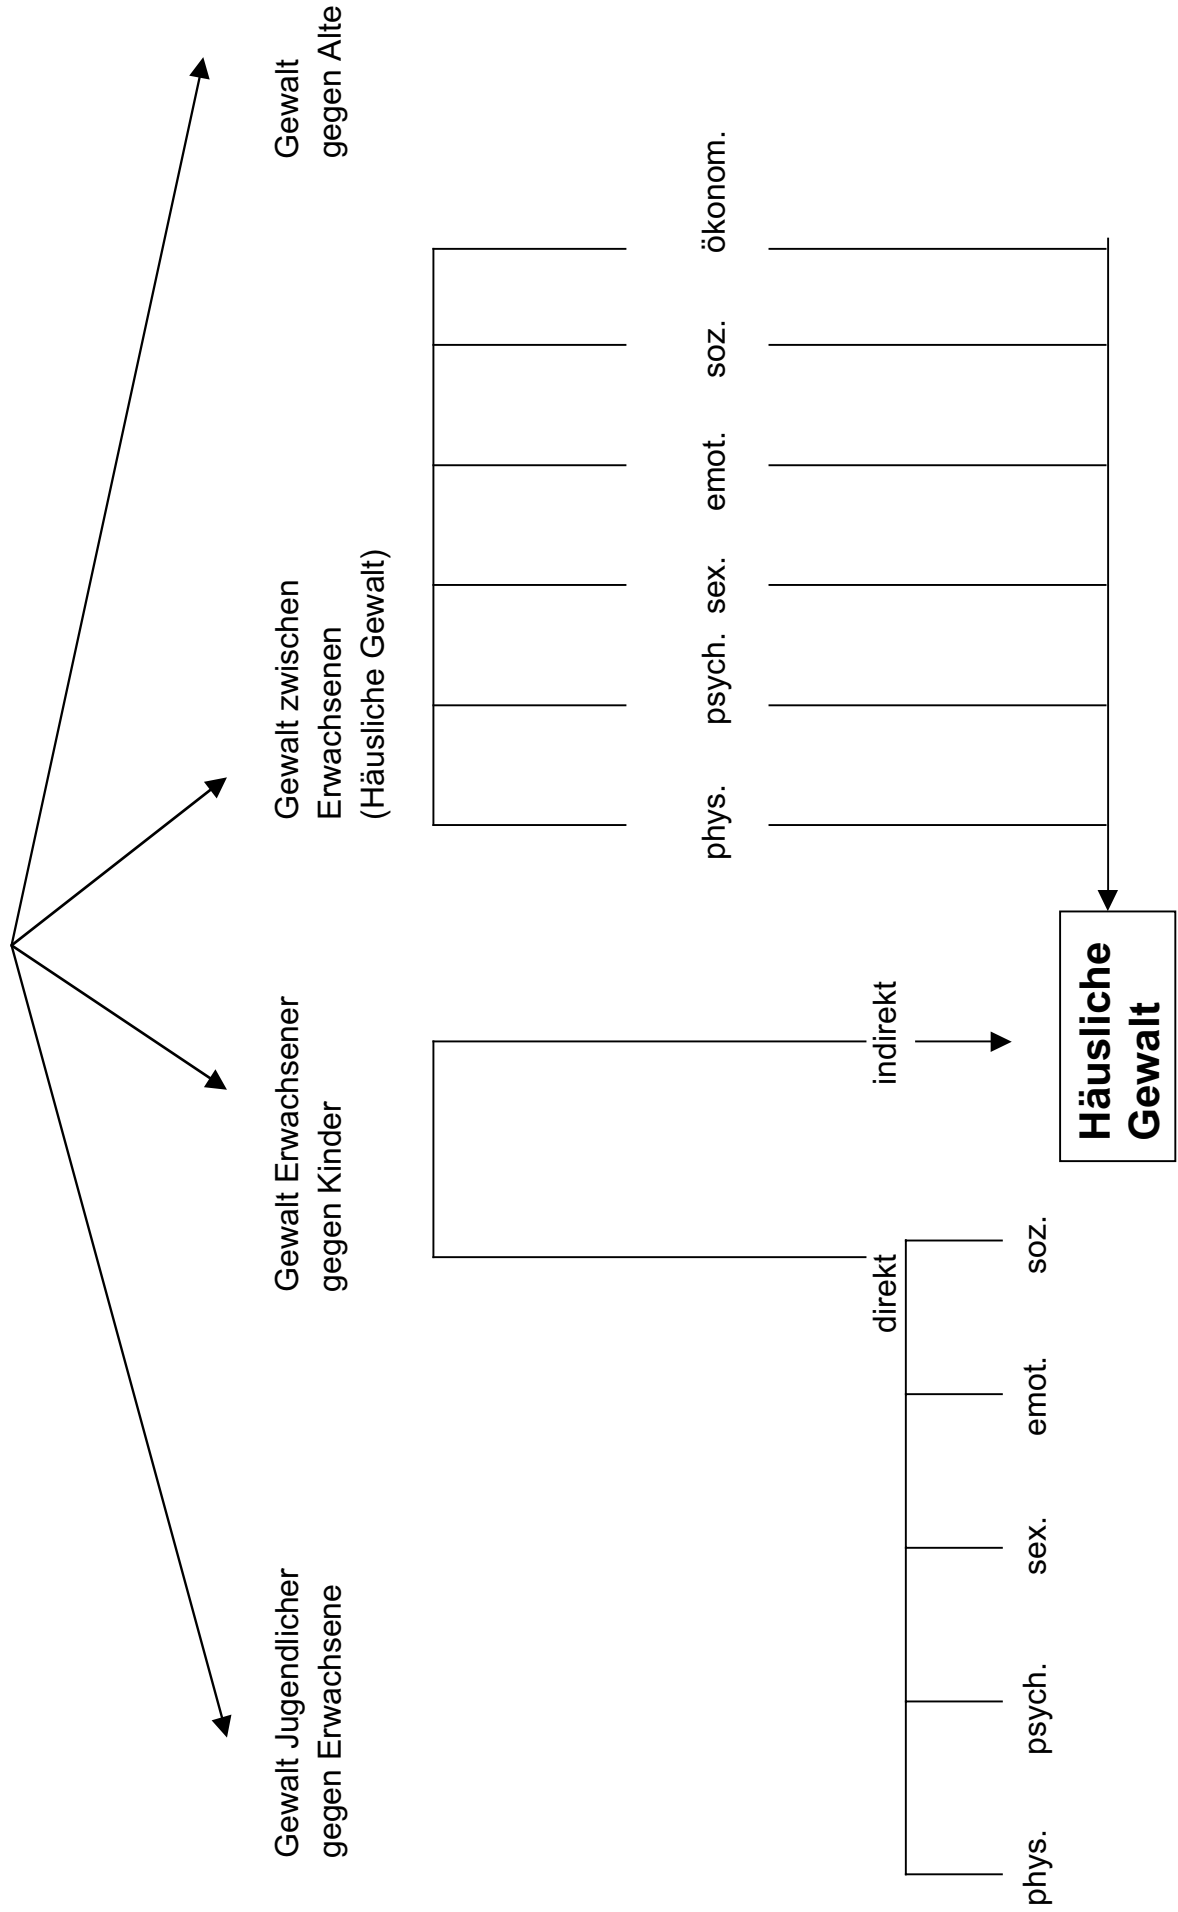 Gewalt Jugendlicher
gegen Erwachsene
Gewalt Erwachsener
gegen Kinder
Gewalt zwischen
Erwachsenen
(Häusliche Gewalt)
Gewalt
gegen Alte
phys.
psych.
sex.
emot.
soz.
ökonom.
direkt
indirekt
phys.
psych.
sex.
emot.
soz.
Häusliche
Gewalt